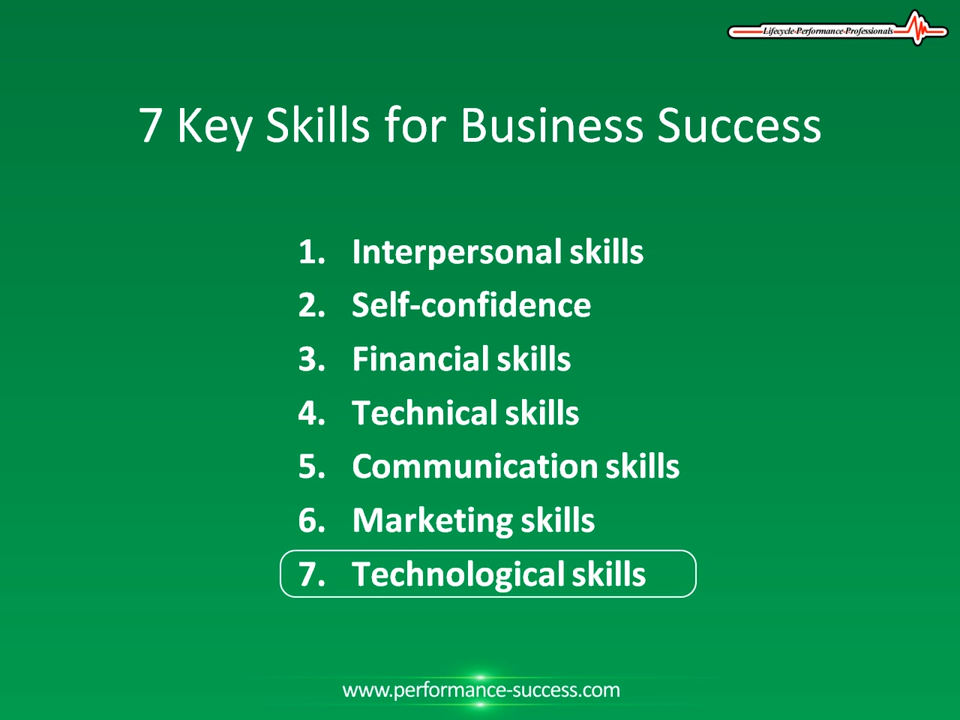 Lifecycle-Performance-Professionals
7 Key Skills for Business Success
1. Interpersonal skills
2. Self-confidence
3. Financial skills
4. Technical skills
5. Communication skills
6. Marketing skills
7. Technological skills
www.performance-success.com